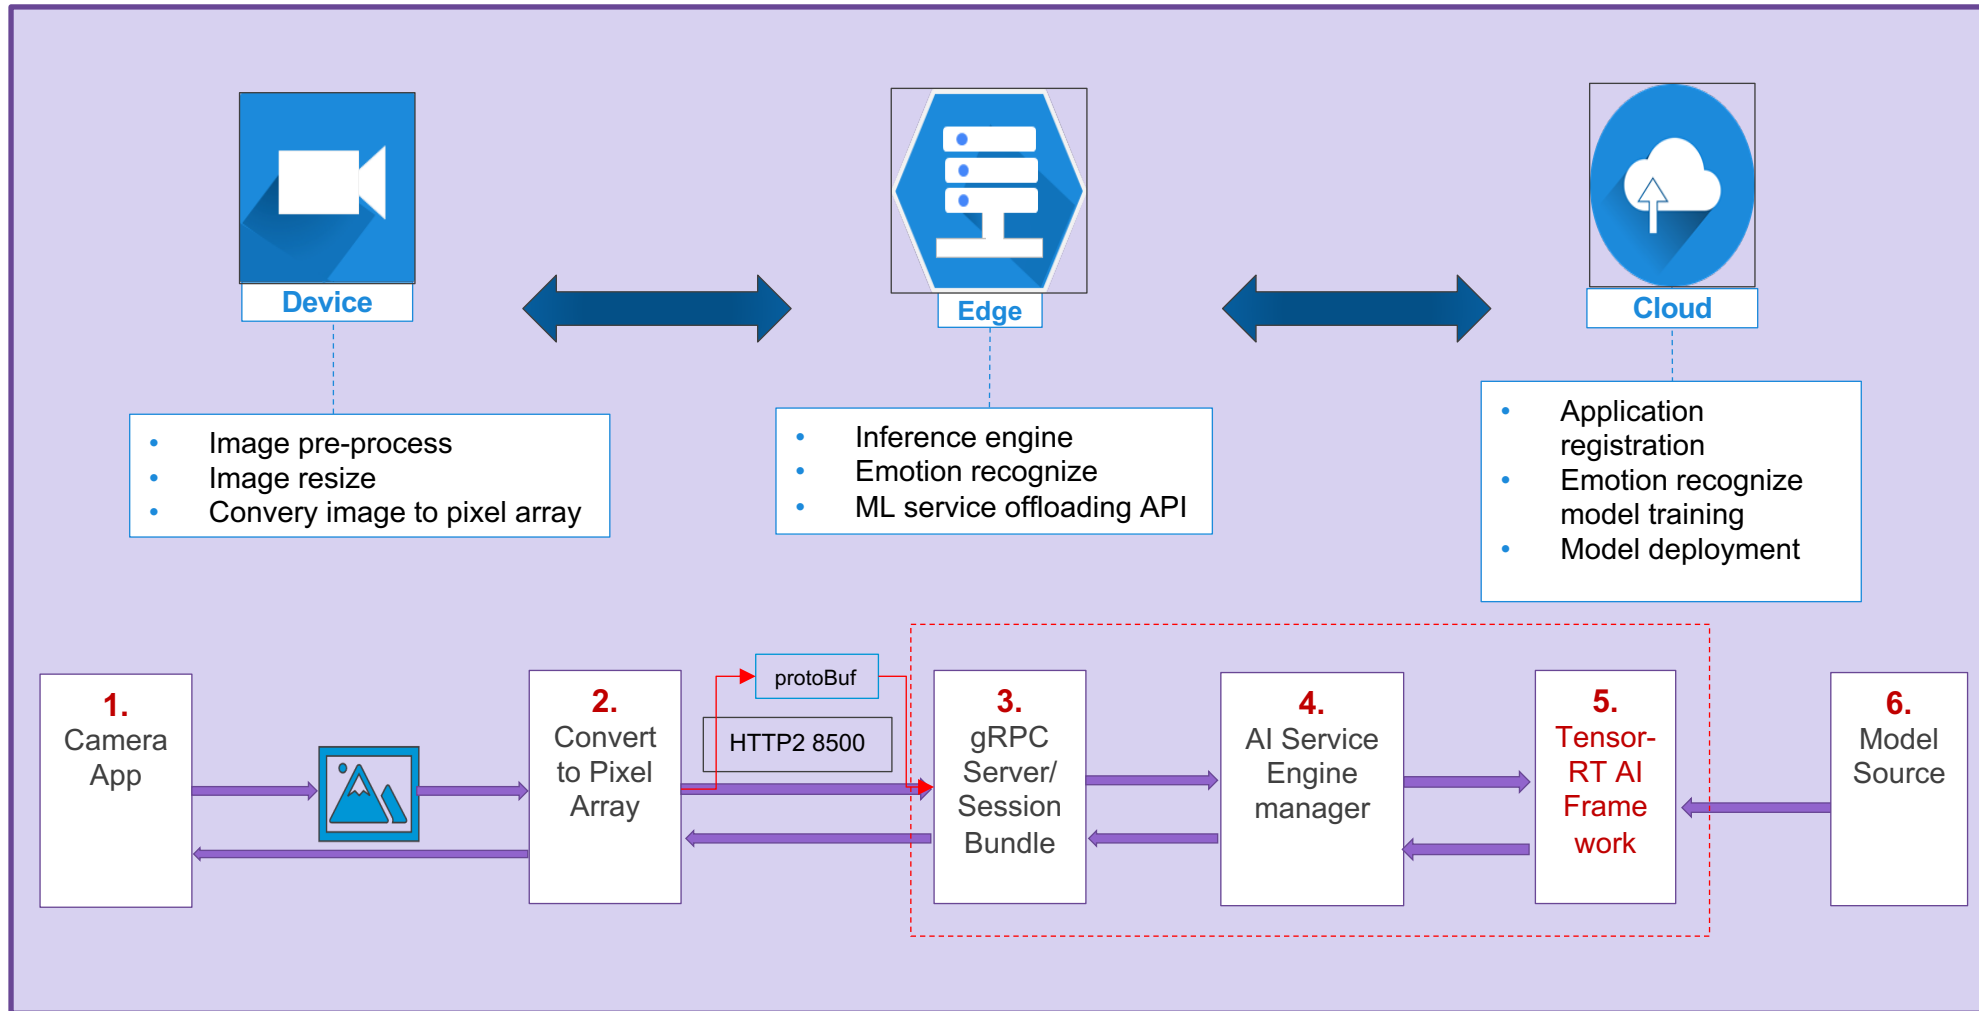 Device
Edge
Cloud
• Image pre-process
• Image resize
• Convery image to pixel array
• Inference engine
• Emotion recognize
• ML service offloading API
• Application
registration
• Emotion recognize
model training
• Model deployment
1.
Camera
App
2.
Convert
to Pixel
Array
protoBuf
HTTP2 8500
3.
gRPC
Server/
Session
Bundle
4.
AI Service
Engine
manager
5.
Tensor-
RT AI
Frame
work
6.
Model
Source